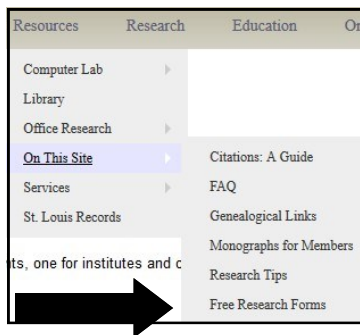 Resources Research Education
Computer Lab
Library
Office Research
On This Site
Services
St. Louis Records
Citations: A Guide
FAQ
Genealogical Links
Monographs for Members
Research Tips
Free Research Forms
one for institutes and